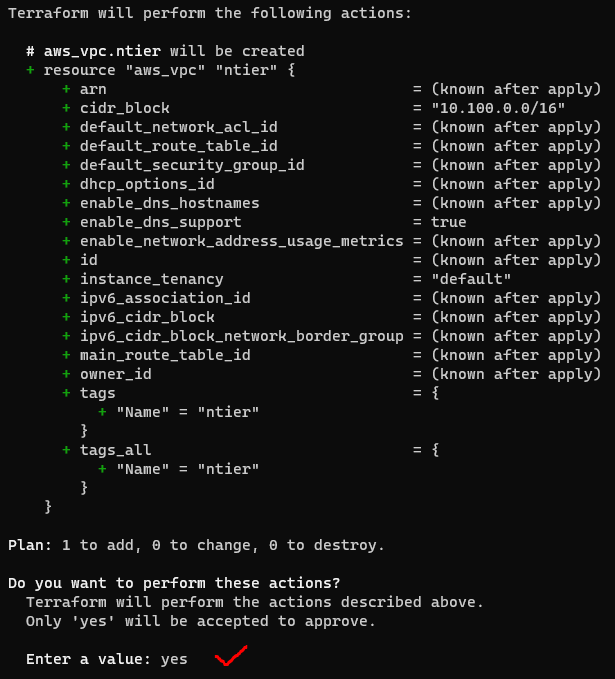 Terraform will perform the following actions:
# aws_vpc.ntier will be created
+ resource "aws_vpc" "ntier" {
+ arn = (known after apply)
+ cidr_block = "10.100.0.0/16"
+ default_network_acl_id = (known after apply)
+ default_route_table_id = (known after apply)
+ default_security_group_id = (known after apply)
+ dhcp_options_id = (known after apply)
+ enable_dns_hostnames = (known after apply)
+ enable_dns_support = true
+ enable_network_address_usage_metrics = (known after apply)
+ id = (known after apply)
+ instance_tenancy = "default"
+ ipv6_association_id = (known after apply)
+ ipv6_cidr_block = (known after apply)
+ ipv6_cidr_block_network_border_group = (known after apply)
+ main_route_table_id = (known after apply)
+ owner_id = (known after apply)
+ tags = {
+ "Name" = "ntier"
}
+ tags_all = {
+ "Name" = "ntier"
}
}
Plan: 1 to add, 0 to change, 0 to destroy.
Do you want to perform these actions?
Terraform will perform the actions described above.
Only 'yes' will be accepted to approve.
Enter a value: yes